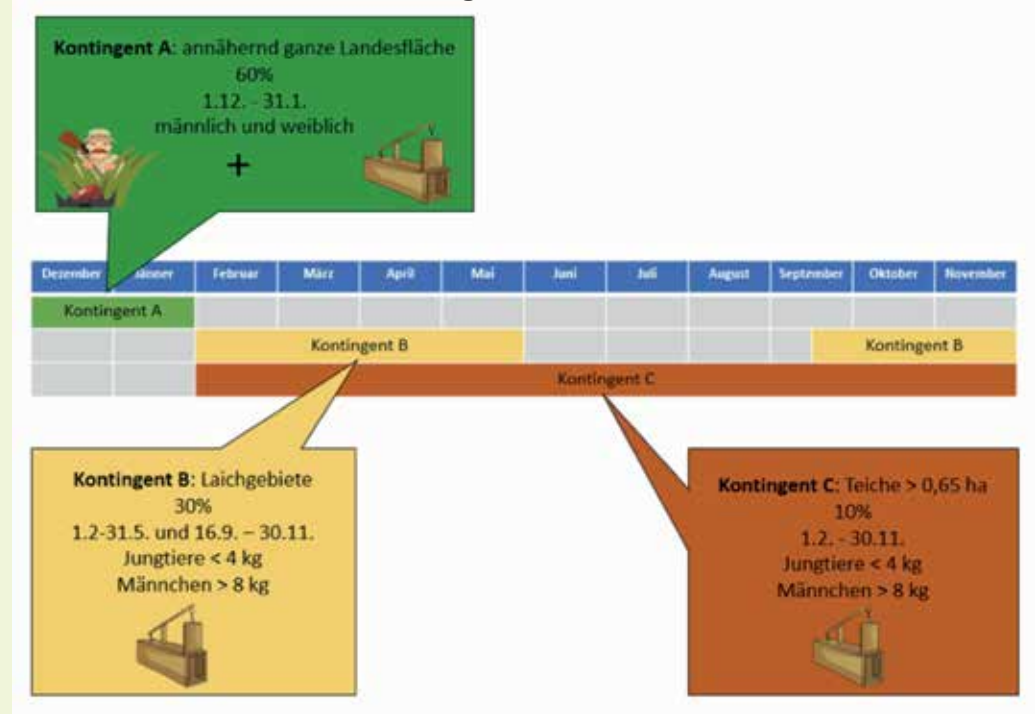 Kontingent A: annähernd ganze Landesfläche
60%
1.12. - 31.1.
männlich und weiblich
+
Dezember Jänner Februar März April Mai Juni Juli August September Oktober November
Kontingent A
Kontingent B Kontingent B
Kontingent C
Kontingent B: Laichgebiete
30%
1.2-31.5. und 16.9. – 30.11.
Jungtiere < 4 kg
Männchen > 8 kg
Kontingent C: Teiche > 0,65 ha
10%
1.2. - 30.11.
Jungtiere < 4 kg
Männchen > 8 kg